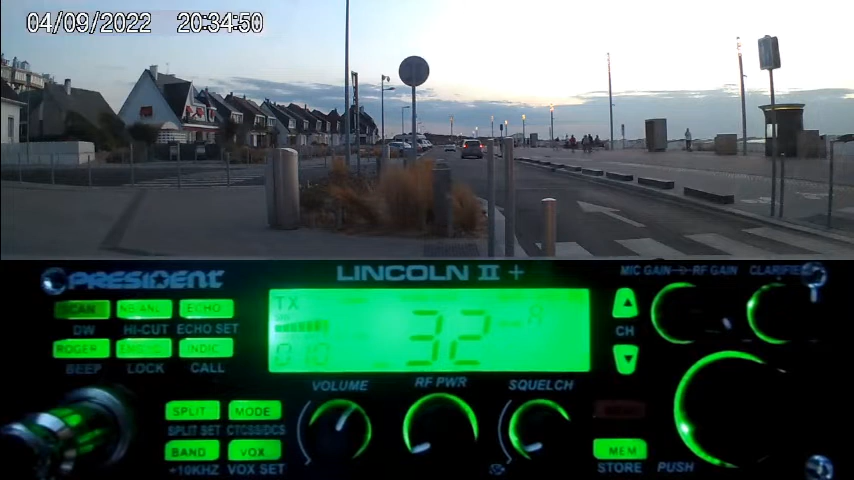 04/09/2022 20:34:50
PRESIDENT LINCOLN II +
MIC GAIN RF GAIN CLARIFIER
SCAN NB/ANL ECHO
DW HI-CUT ECHO SET
ROGER INDIC
BEEP LOCK CALL
TX
32
010
CH
VOLUME RF PWR SQUELCH
SPLIT MODE
SPLIT SET CTCSS/DCS
BAND VOX
+10KHZ VOX SET
MEM
STORE PUSH